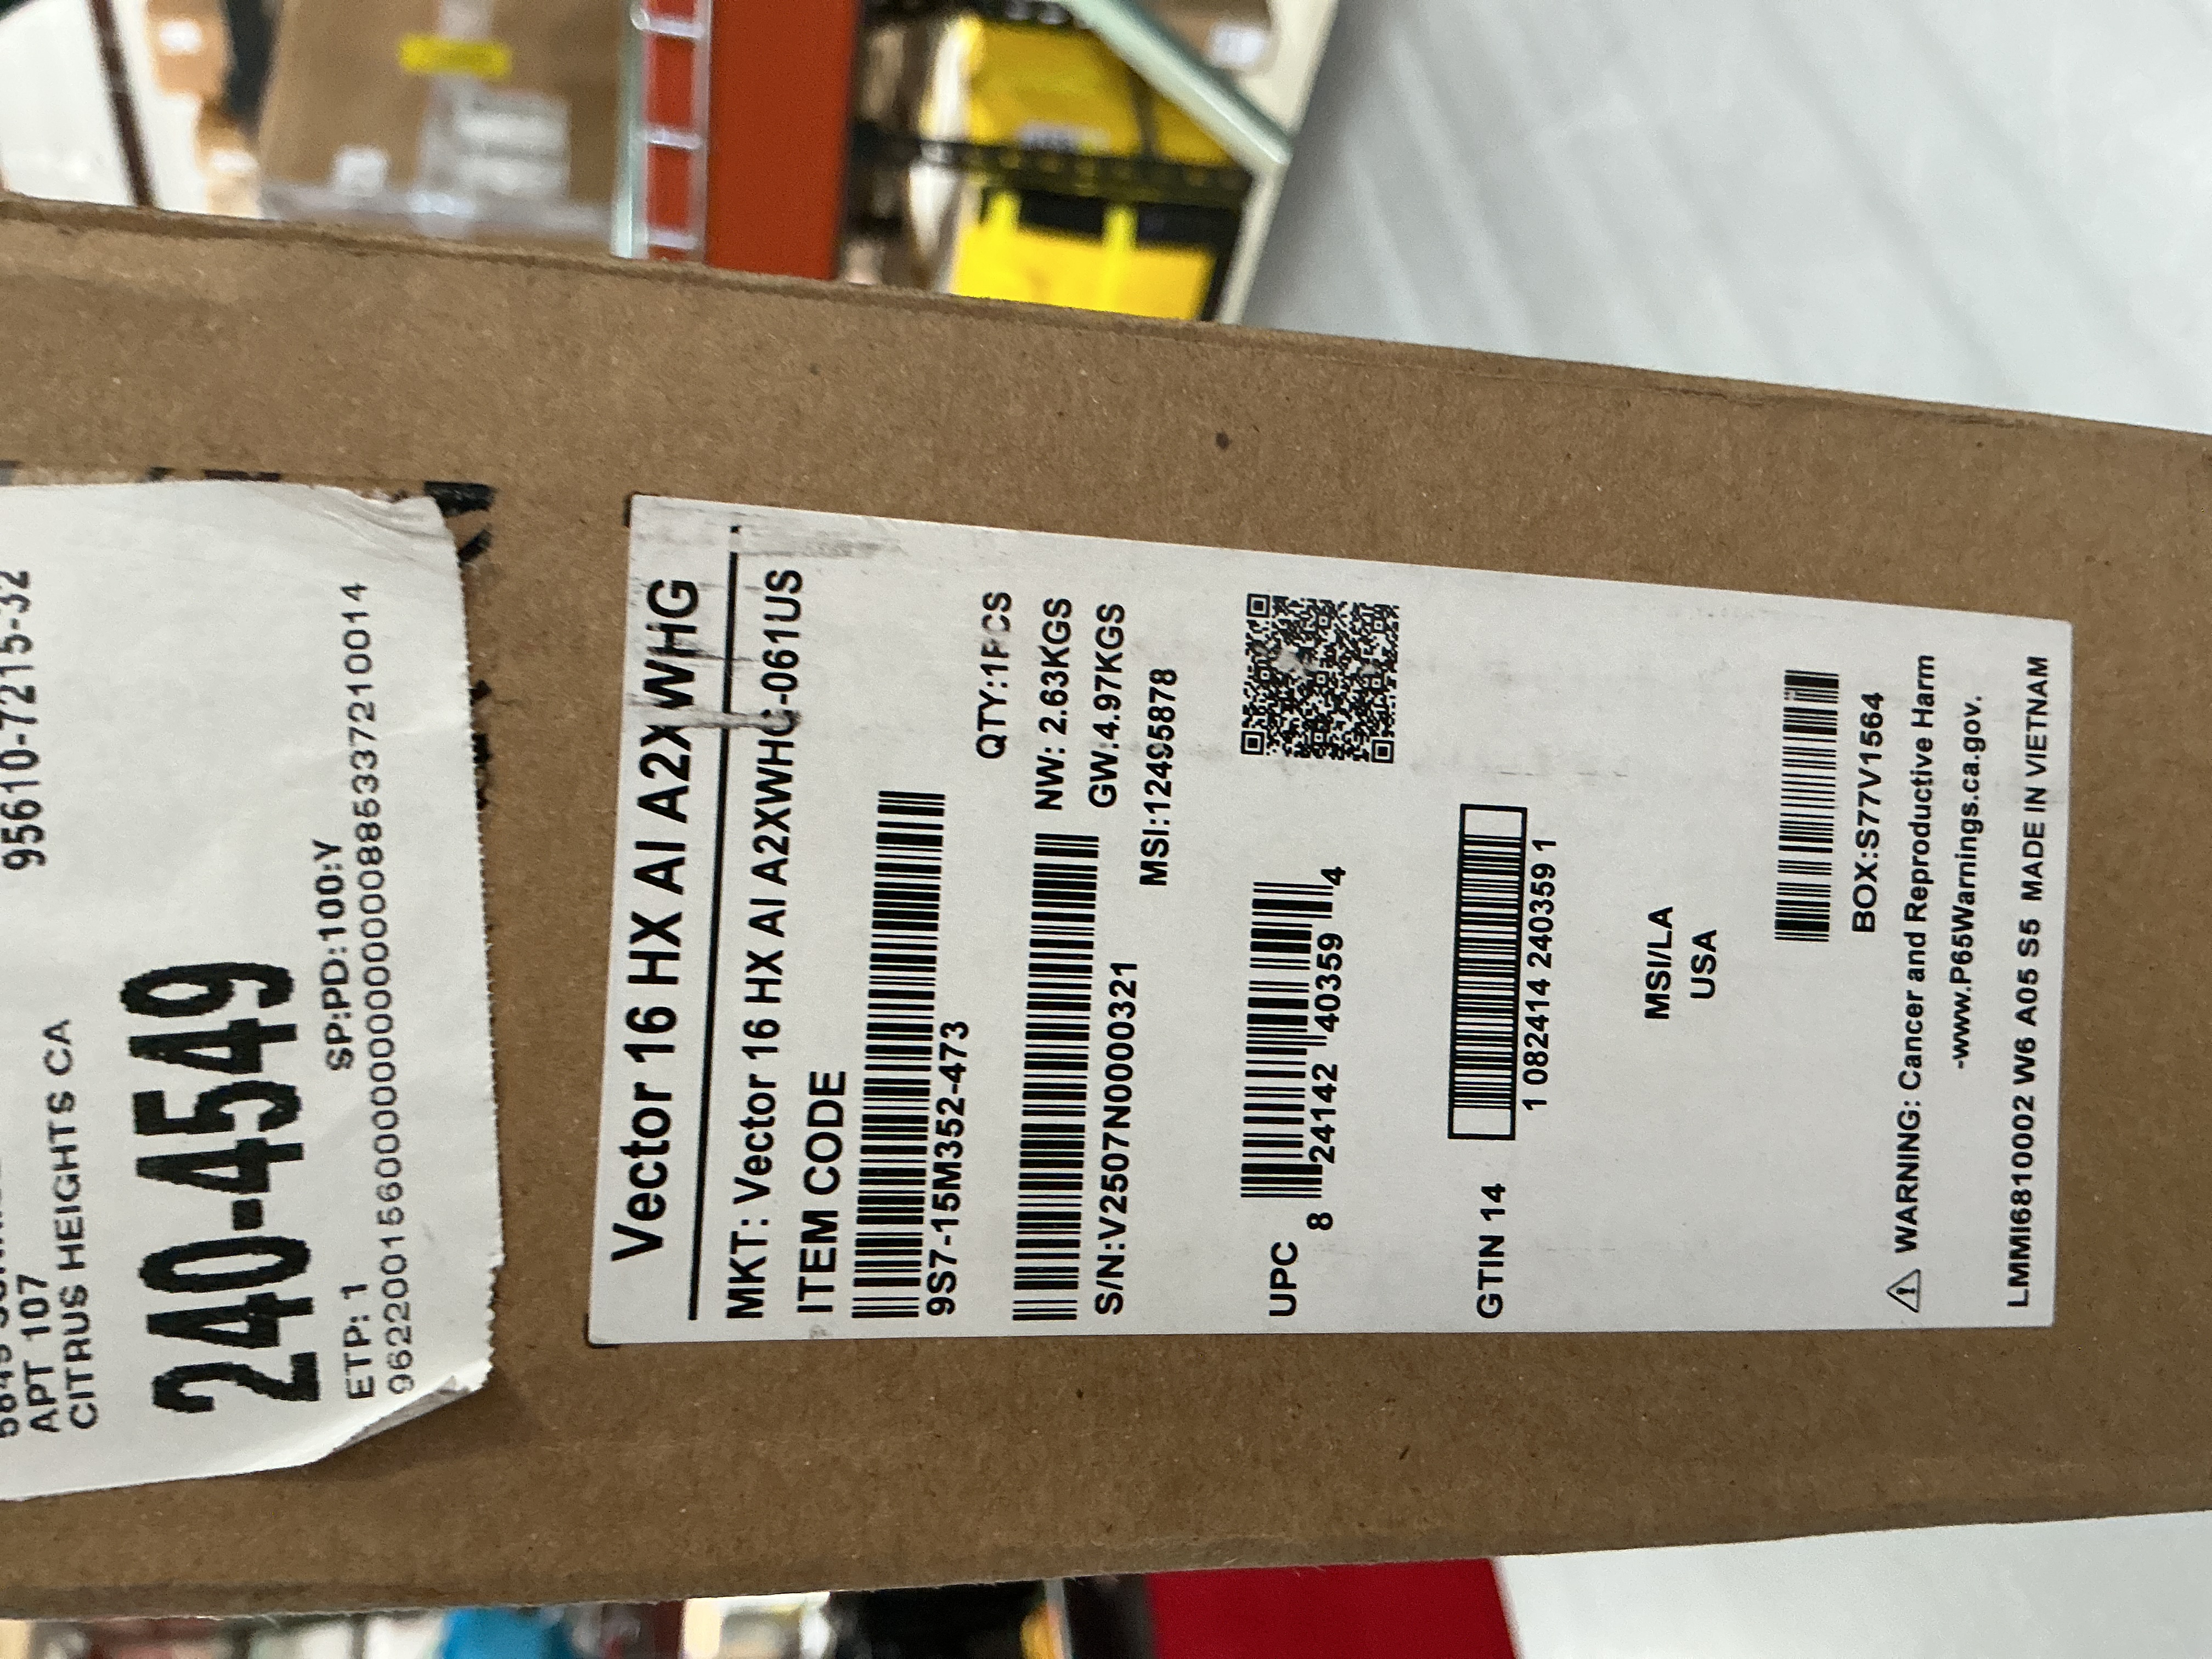 95610-7215-32
APT 107
CITRUS HEIGHTS CA
240-4549
SP:PD:100:Y
ETP: 1
Vector 16 HX AI A2XWHG
MKT: Vector 16 HX AI A2XWHG-061US
ITEM CODE
9S7-15M352-473
QTY:1PCS
NW: 2.63KGS
S/N:V2507N0000321
GW:4.97KGS
MSI:12495878
UPC
8 24142 40359 4
GTIN 14
1 082414 240359 1
MSI/LA
USA
BOX:S77V1564
⚠ WARNING: Cancer and Reproductive Harm
-www.P65Warnings.ca.gov.
LMMI6810002 W6 A05 S5 MADE IN VIETNAM